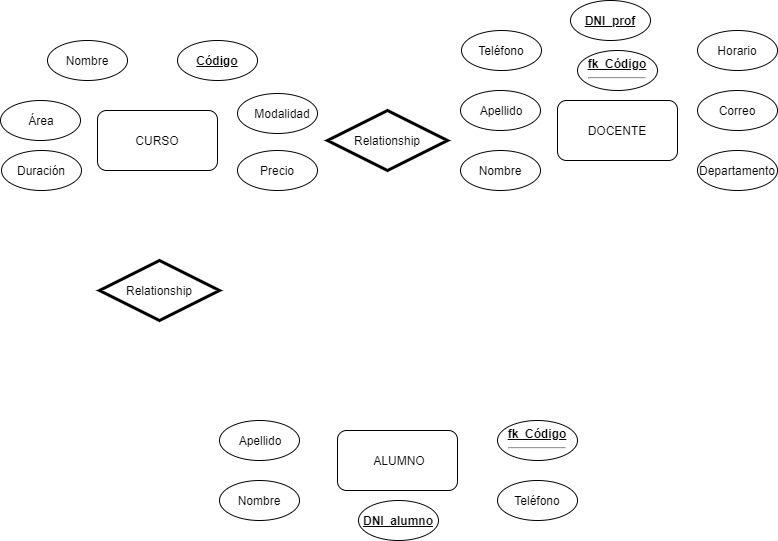 DNI_prof
Teléfono
Horario
Nombre
Código
fk_Código
Modalidad
Apellido
Correo
Área
DOCENTE
CURSO
Relationship
Duración
Precio
Nombre
Departamento
Relationship
Apellido
fk_Código
ALUMNO
Nombre
Teléfono
DNI_alumno